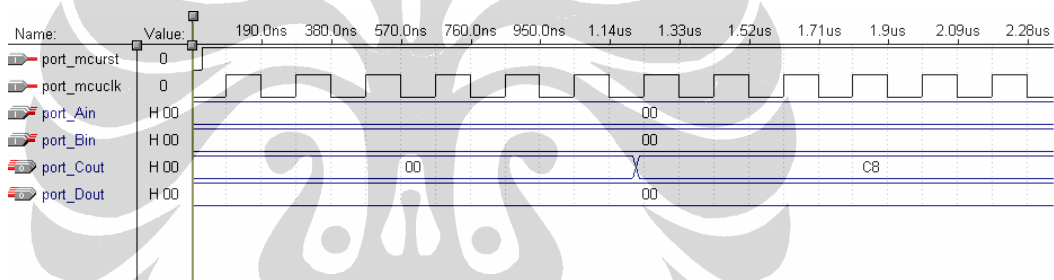 Name: Value: 190.0ns 380.0ns 570.0ns 760.0ns 950.0ns 1.14us 1.33us 1.52us 1.71us 1.9us 2.09us 2.28us
port_mcurst 0
port_mcuclk 0
port_Ain H 00 00
port_Bin H 00 00
port_Cout H 00 00 C8
port_Dout H 00 00